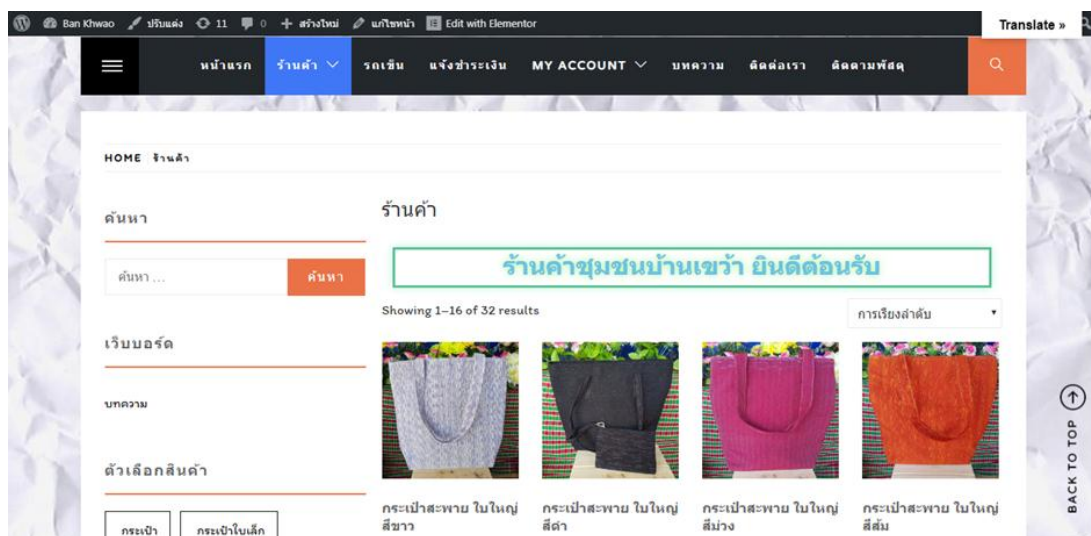 Ban Khwao ปรับแต่ง 11 0 + สร้างใหม่ แก้ไขหน้า Edit with Elementor
Translate »
หน้าแรก ร้านค้า รถเข็น แจ้งชำระเงิน MY ACCOUNT บทความ ติดต่อเรา ติดตามพัสดุ
HOME ร้านค้า
ค้นหา
ค้นหา …
ค้นหา
เว็บบอร์ด
บทความ
ตัวเลือกสินค้า
กระเป๋า กระเป๋าใบเล็ก
ร้านค้า
ร้านค้าชุมชนบ้านเขว้า ยินดีต้อนรับ
Showing 1–16 of 32 results
การเรียงลำดับ
กระเป๋าสะพาย ใบใหญ่
สีขาว
กระเป๋าสะพาย ใบใหญ่
สีดำ
กระเป๋าสะพาย ใบใหญ่
สีม่วง
กระเป๋าสะพาย ใบใหญ่
สีส้ม
BACK TO TOP